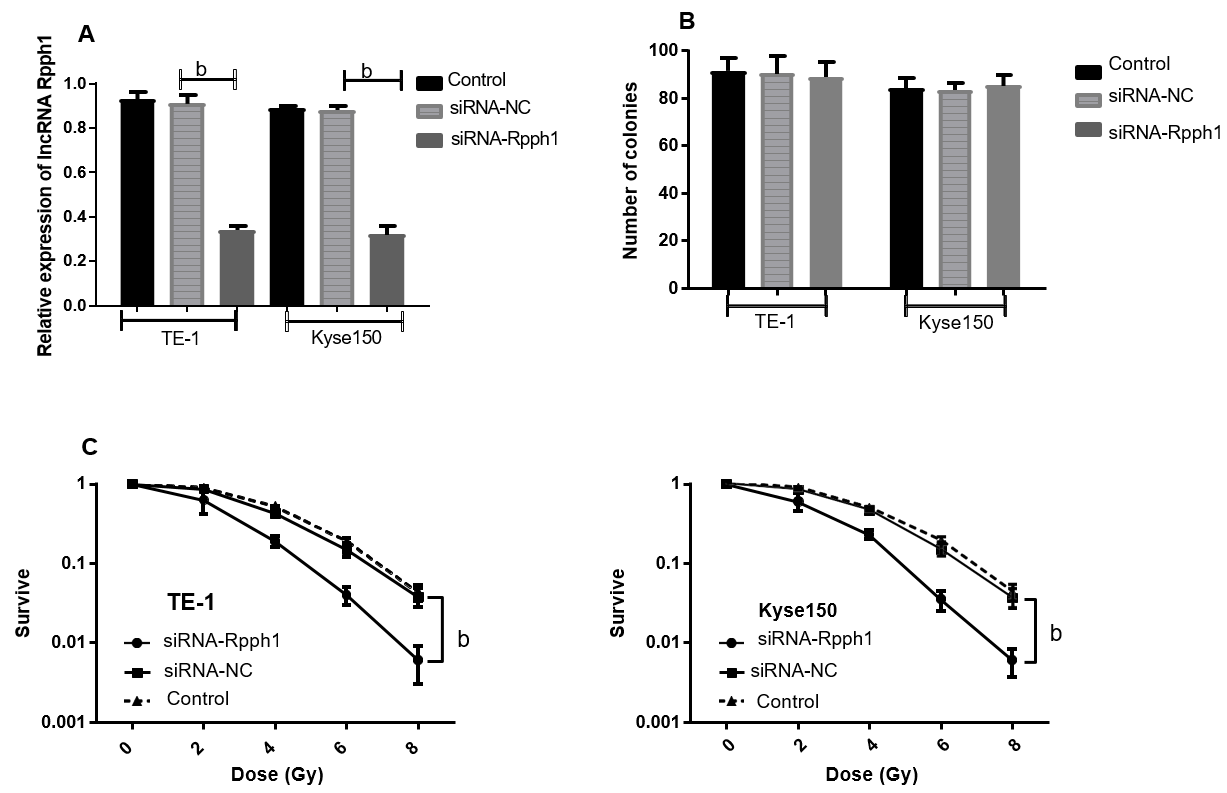 A
Relative expression of lncRNA Rpph1
1.0
0.8
0.6
0.4
0.2
0.0
b
b
Control
siRNA-NC
siRNA-Rpph1
TE-1
Kyse150
B
Number of colonies
100
80
60
40
20
0
Control
siRNA-NC
siRNA-Rpph1
TE-1
Kyse150
C
Survive
1
0.1
0.01
0.001
TE-1
siRNA-Rpph1
siRNA-NC
Control
b
0 2 4 6 8
Dose (Gy)
Survive
1
0.1
0.01
0.001
Kyse150
siRNA-Rpph1
siRNA-NC
Control
b
0 2 4 6 8
Dose (Gy)